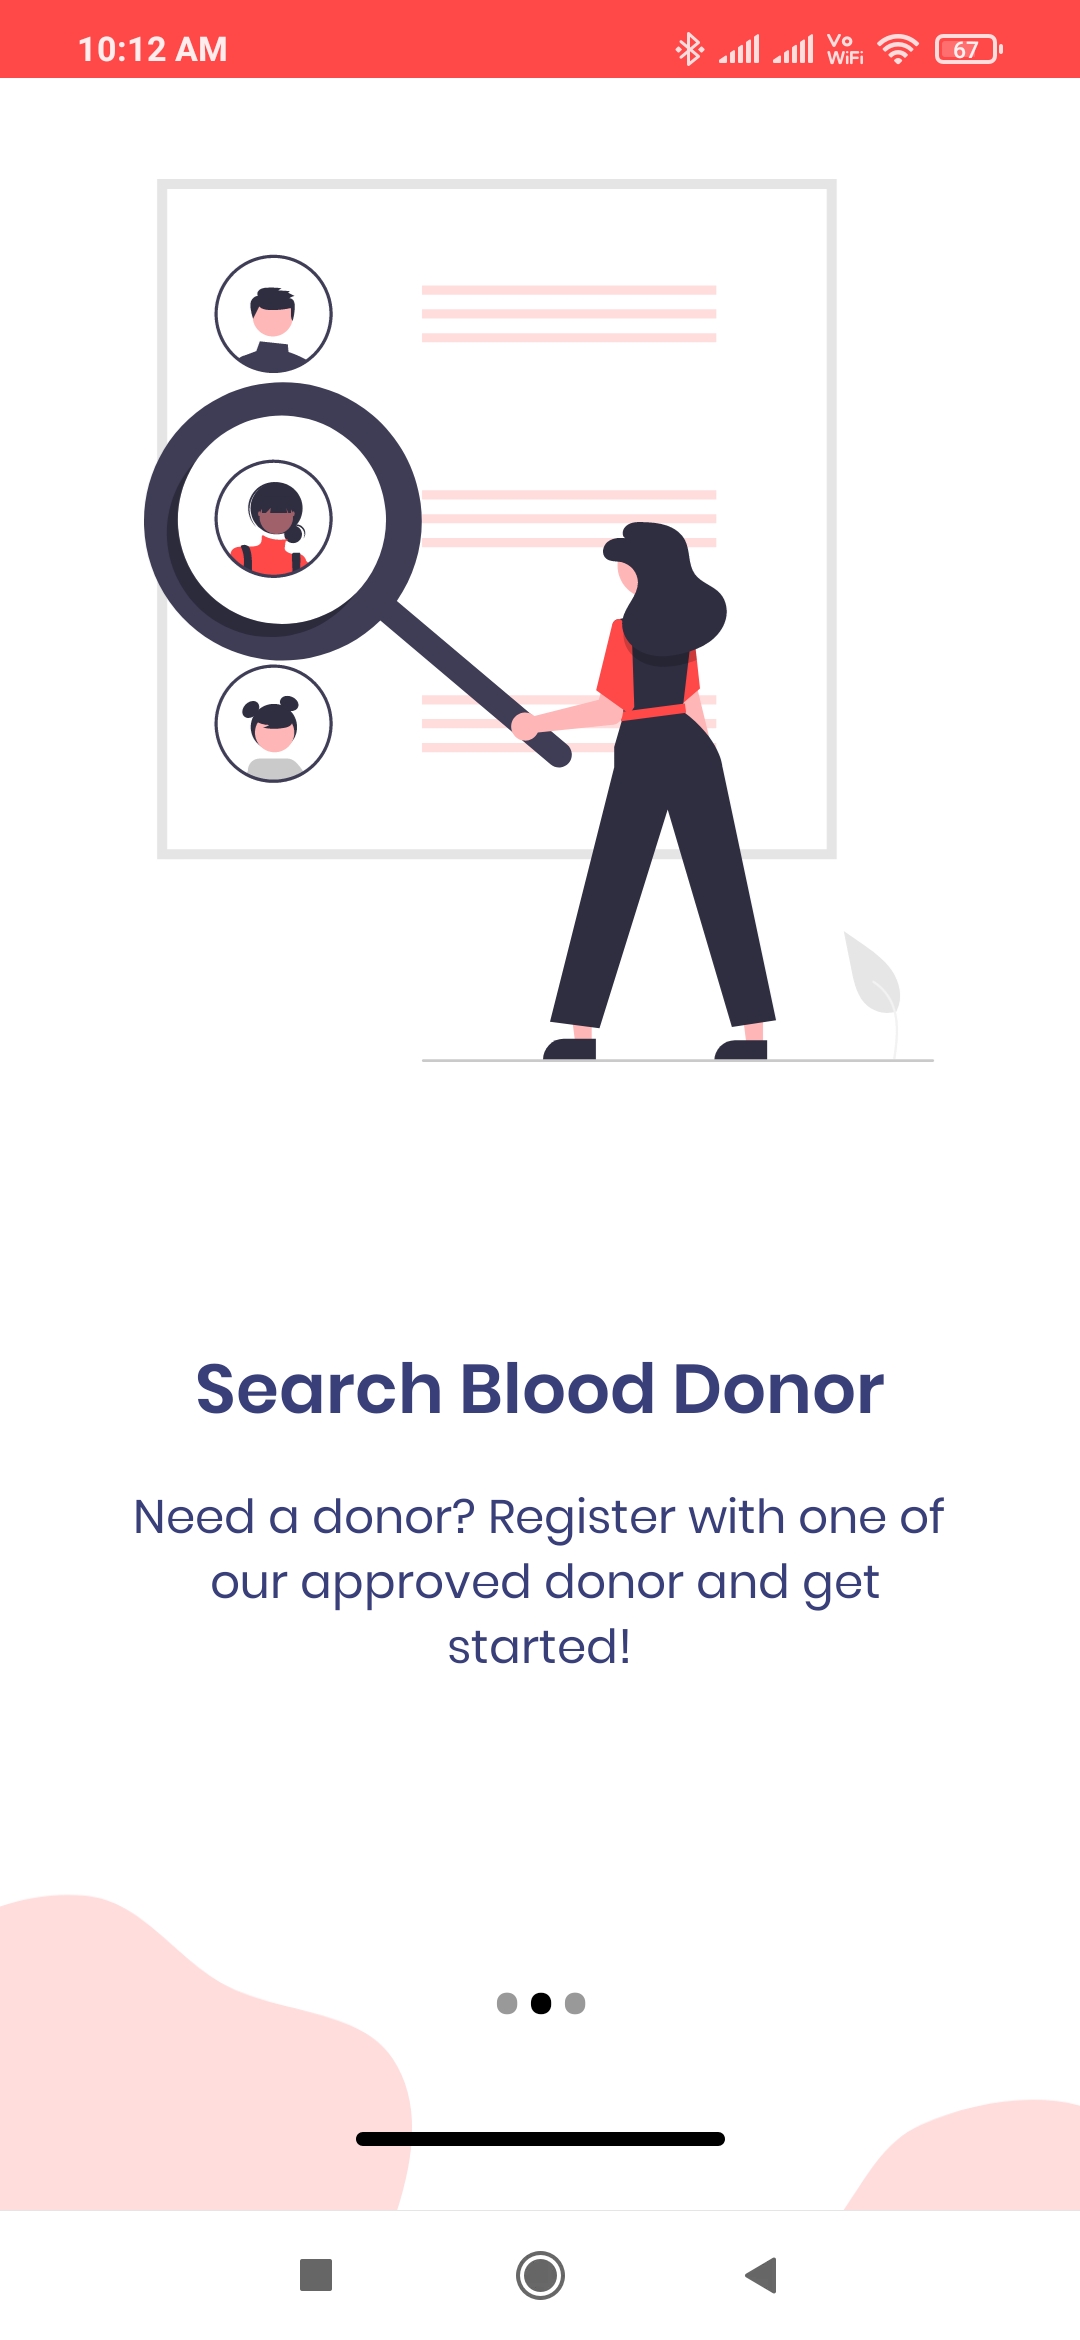 10:12 AM
Vo
WiFi
67
Search Blood Donor
Need a donor? Register with one of
our approved donor and get
started!